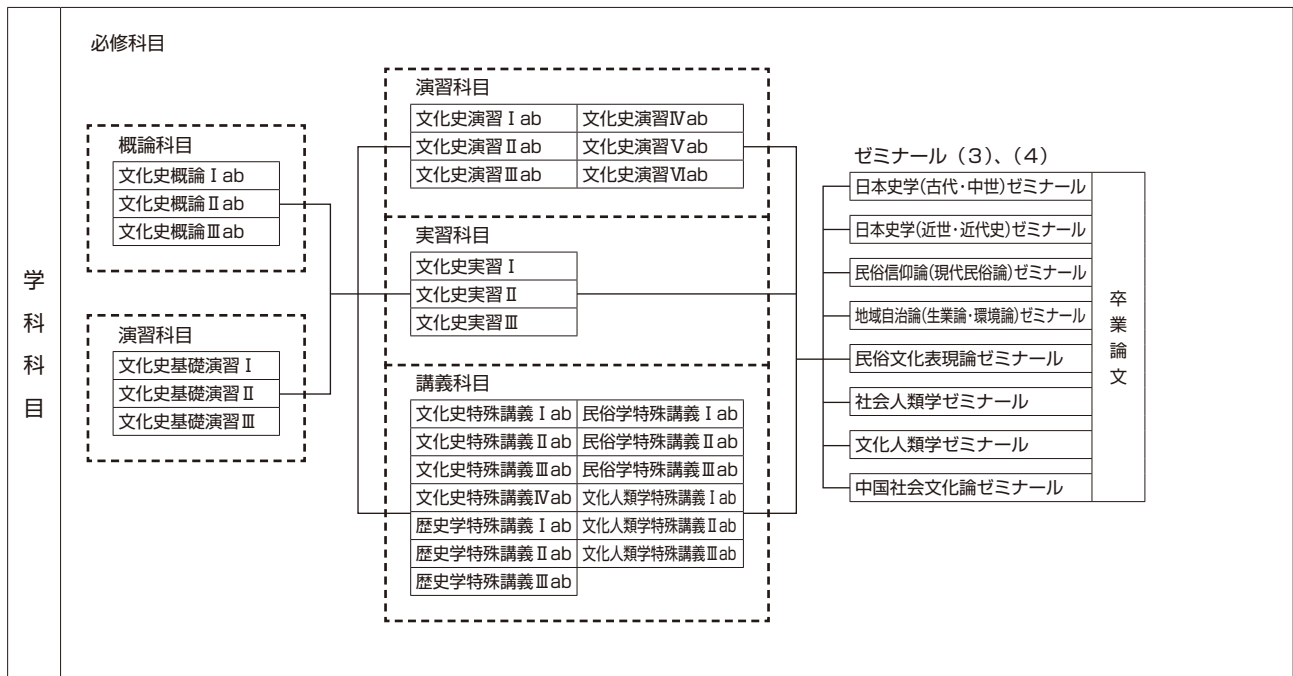 学科科目
必修科目
概論科目
文化史概論Ⅰab
文化史概論Ⅱab
文化史概論Ⅲab
演習科目
文化史基礎演習Ⅰ
文化史基礎演習Ⅱ
文化史基礎演習Ⅲ
演習科目
文化史演習Ⅰab 文化史演習Ⅳab
文化史演習Ⅱab 文化史演習Ⅴab
文化史演習Ⅲab 文化史演習Ⅵab
実習科目
文化史実習Ⅰ
文化史実習Ⅱ
文化史実習Ⅲ
講義科目
文化史特殊講義Ⅰab 民俗学特殊講義Ⅰab
文化史特殊講義Ⅱab 民俗学特殊講義Ⅱab
文化史特殊講義Ⅲab 民俗学特殊講義Ⅲab
文化史特殊講義Ⅳab 文化人類学特殊講義Ⅰab
歴史学特殊講義Ⅰab 文化人類学特殊講義Ⅱab
歴史学特殊講義Ⅱab 文化人類学特殊講義Ⅲab
歴史学特殊講義Ⅲab
ゼミナール（3）、（4）
日本史学(古代・中世)ゼミナール
日本史学(近世・近代史)ゼミナール
民俗信仰論(現代民俗論)ゼミナール
地域自治論(生業論・環境論)ゼミナール
民俗文化表現論ゼミナール
社会人類学ゼミナール
文化人類学ゼミナール
中国社会文化論ゼミナール
卒業論文